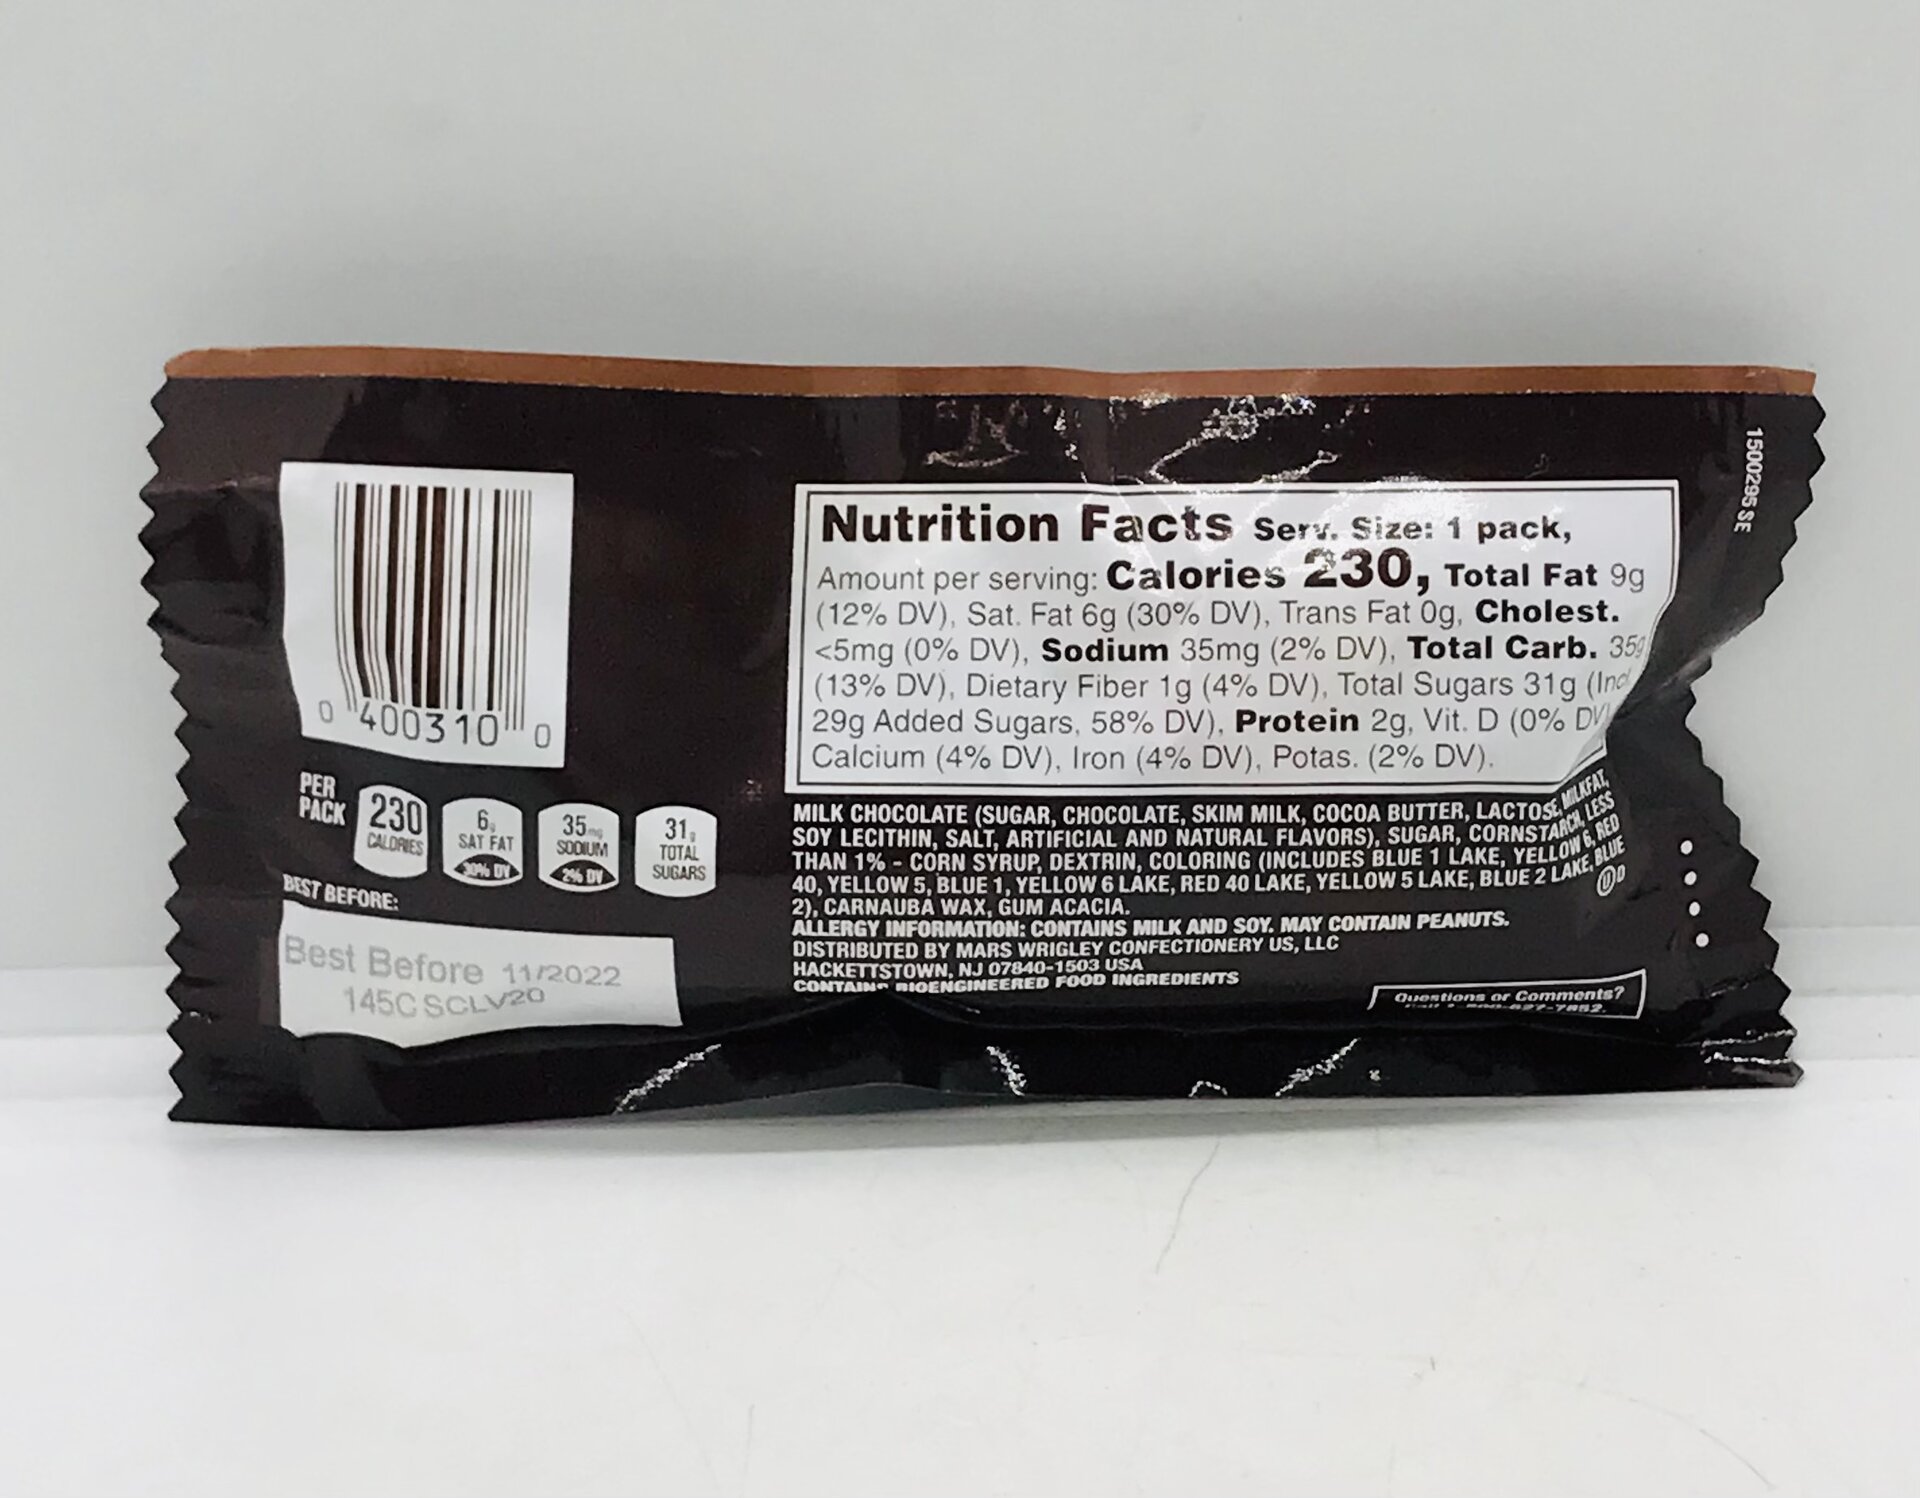 1500295 SE
0 400310 0
PER
PACK
230
CALORIES
6g
SAT FAT
30% DV
35mg
SODIUM
2% DV
31g
TOTAL
SUGARS
BEST BEFORE:
Best Before 11/2022
145C SCLV20
Nutrition Facts Serv. Size: 1 pack,
Amount per serving: Calories 230, Total Fat 9g
(12% DV), Sat. Fat 6g (30% DV), Trans Fat 0g, Cholest.
<5mg (0% DV), Sodium 35mg (2% DV), Total Carb. 35g
(13% DV), Dietary Fiber 1g (4% DV), Total Sugars 31g (Incl.
29g Added Sugars, 58% DV), Protein 2g, Vit. D (0% DV)
Calcium (4% DV), Iron (4% DV), Potas. (2% DV).
MILK CHOCOLATE (SUGAR, CHOCOLATE, SKIM MILK, COCOA BUTTER, LACTOSE, MILKFAT,
SOY LECITHIN, SALT, ARTIFICIAL AND NATURAL FLAVORS), SUGAR, CORNSTARCH, LESS
THAN 1% - CORN SYRUP, DEXTRIN, COLORING (INCLUDES BLUE 1 LAKE, YELLOW 6, RED
40, YELLOW 5, BLUE 1, YELLOW 6 LAKE, RED 40 LAKE, YELLOW 5 LAKE, BLUE 2 LAKE, BLUE
2), CARNAUBA WAX, GUM ACACIA.
U D
ALLERGY INFORMATION: CONTAINS MILK AND SOY. MAY CONTAIN PEANUTS.
DISTRIBUTED BY MARS WRIGLEY CONFECTIONERY US, LLC
HACKETTSTOWN, NJ 07840-1503 USA
CONTAINS BIOENGINEERED FOOD INGREDIENTS
Questions or Comments?